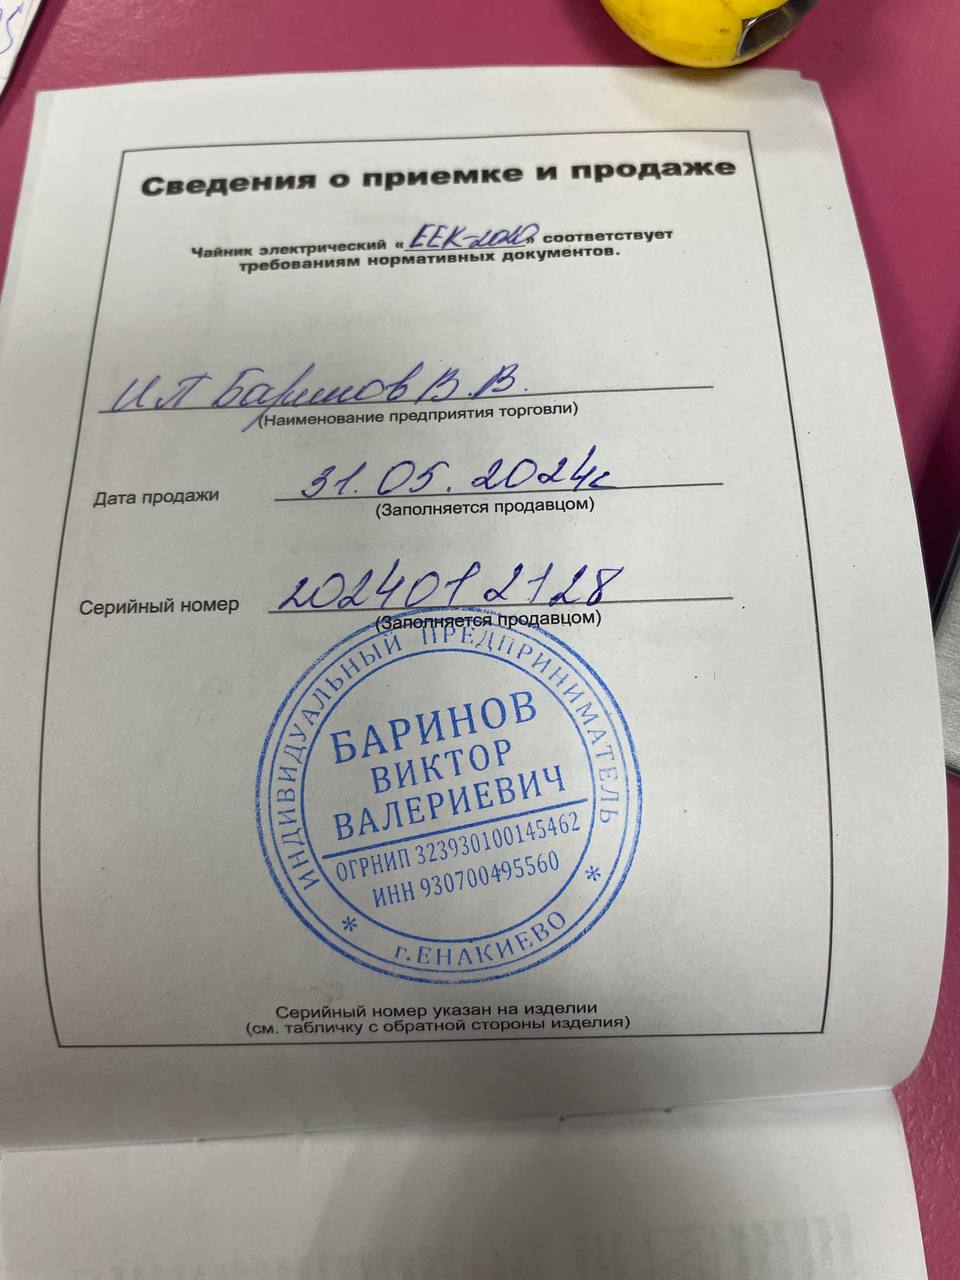 Сведения о приемке и продаже
Чайник электрический «ЕЕК-2020» соответствует
требованиям нормативных документов.
ИП Баринов В.В.
(Наименование предприятия торговли)
Дата продажи 31.05.2024г
(Заполняется продавцом)
Серийный номер 2024012128
(Заполняется продавцом)
ИНДИВИДУАЛЬНЫЙ ПРЕДПРИНИМАТЕЛЬ
БАРИНОВ
ВИКТОР
ВАЛЕРИЕВИЧ
ОГРНИП 323930100145462
ИНН 930700495560
* г.ЕНАКИЕВО *
Серийный номер указан на изделии
(см. табличку с обратной стороны изделия)